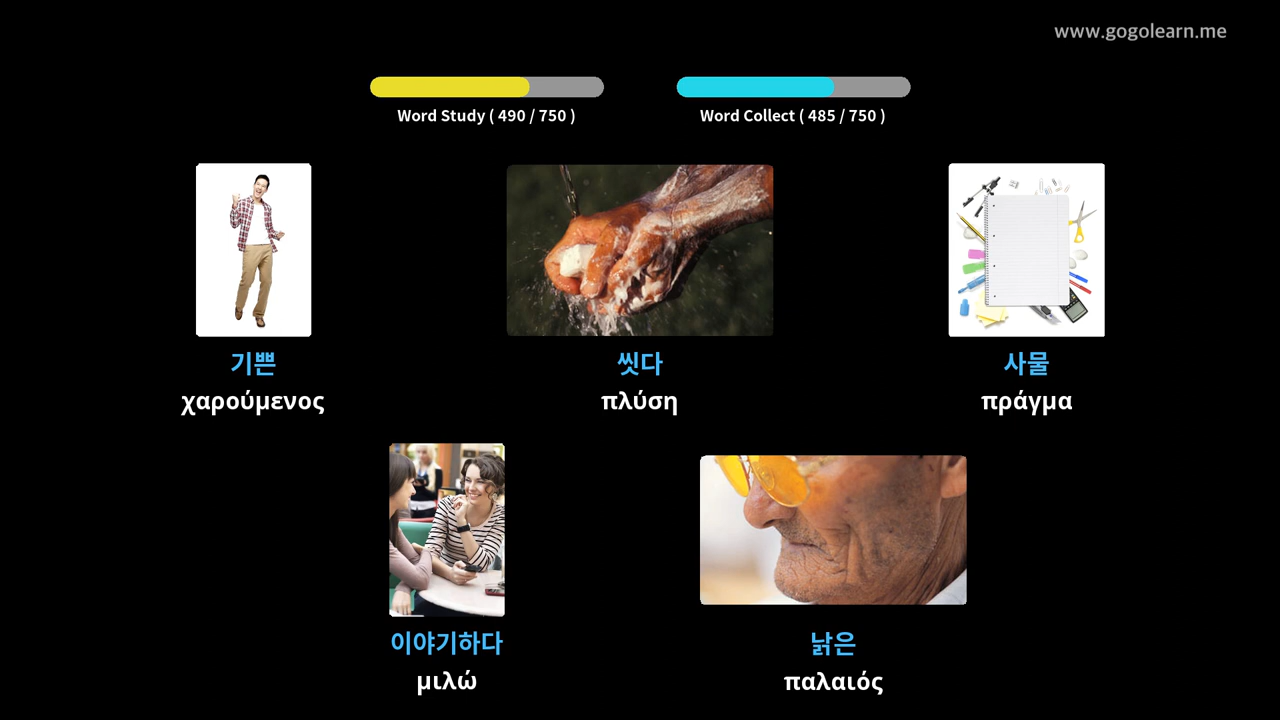 www.gogolearn.me
Word Study ( 490 / 750 )
Word Collect ( 485 / 750 )
기쁜
χαρούμενος
씻다
πλύση
사물
πράγμα
이야기하다
μιλώ
낡은
παλαιός